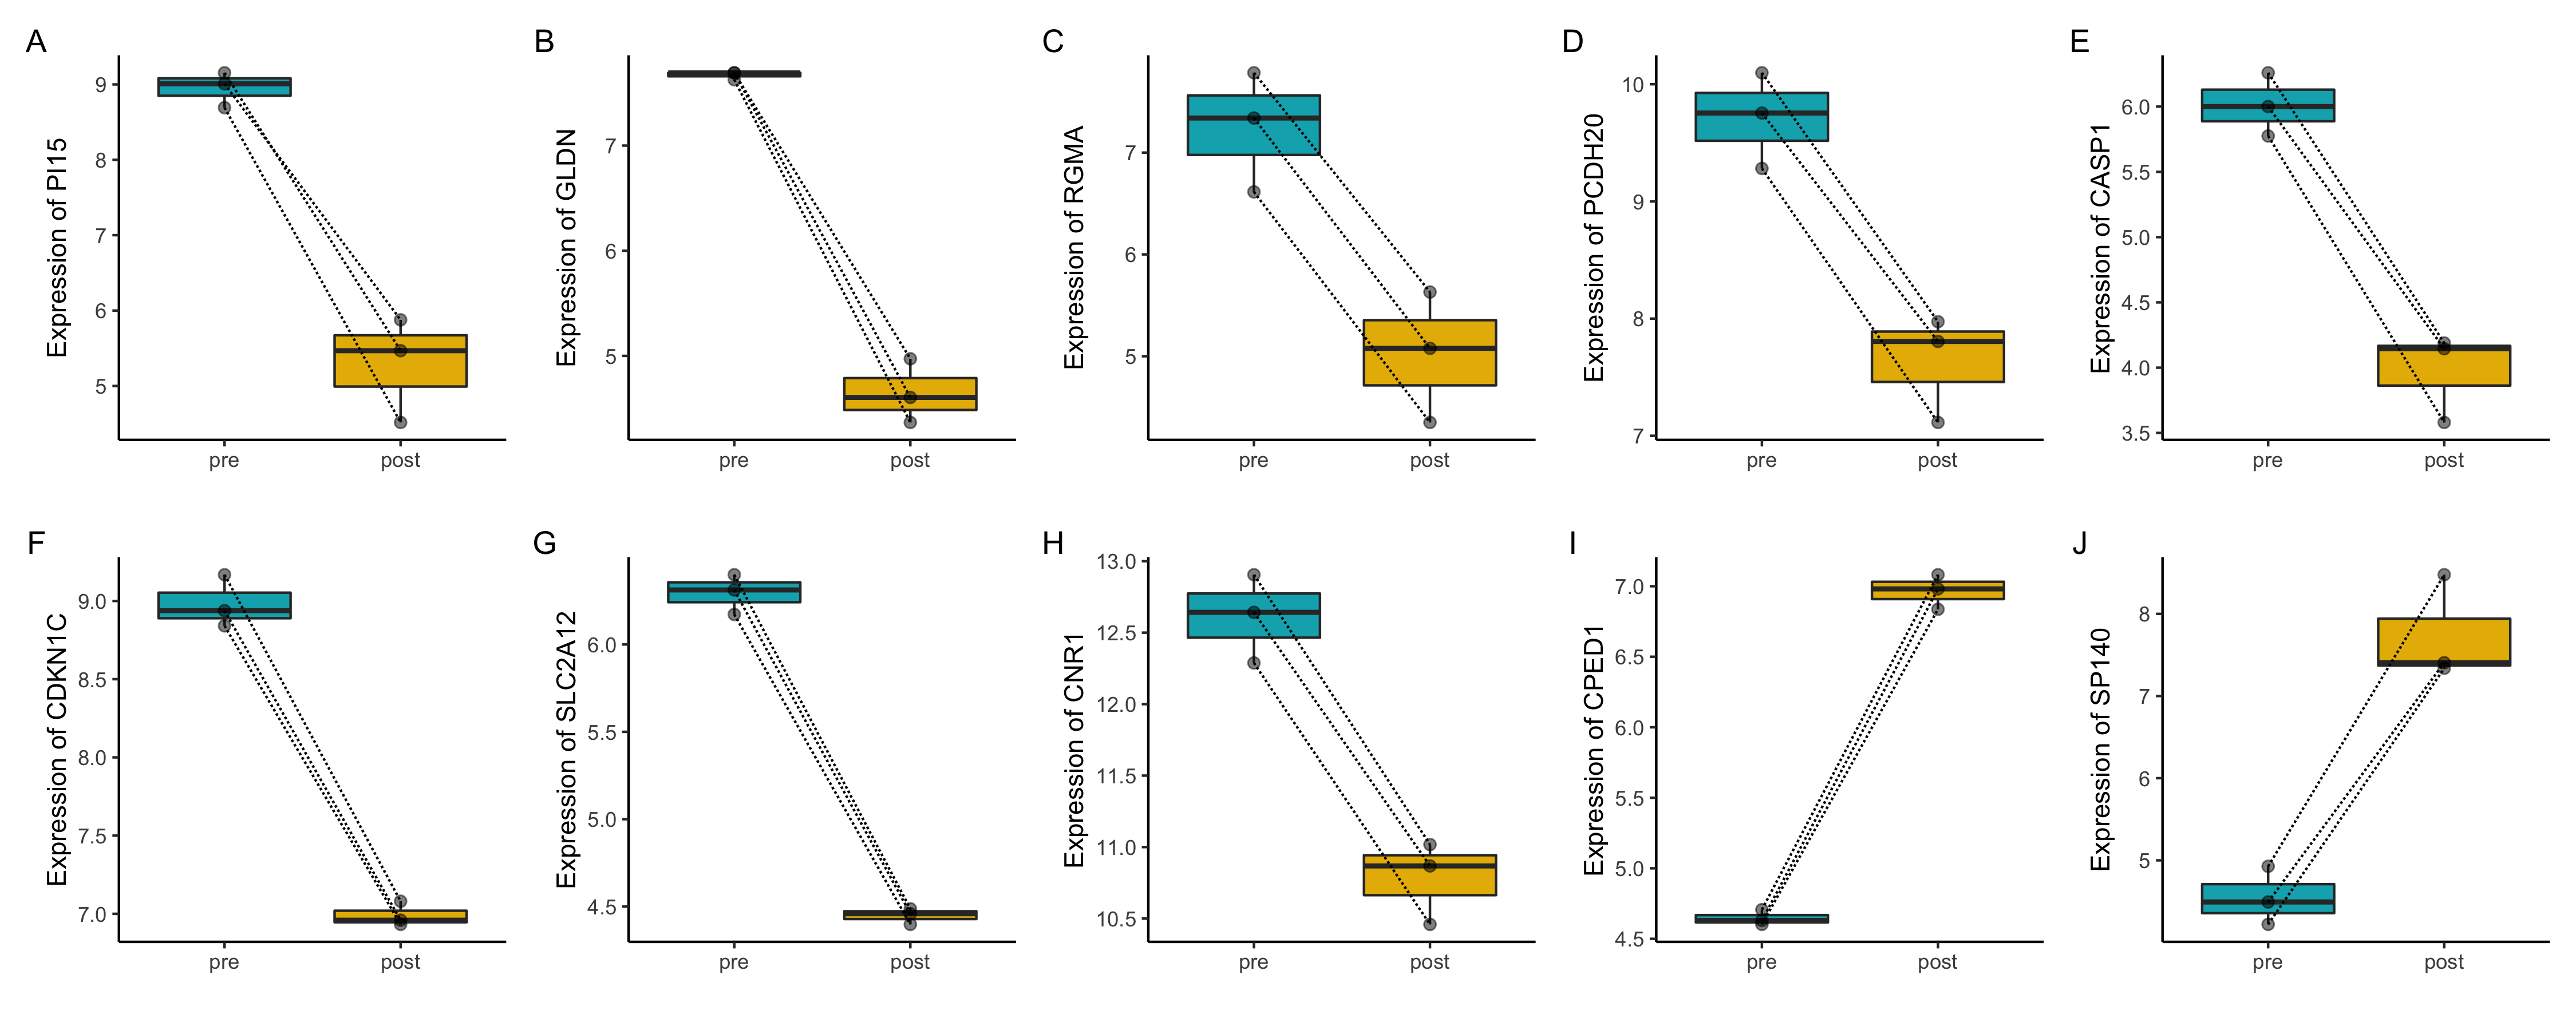 A
Expression of PI15
9
8
7
6
5
pre post
B
Expression of GLDN
7
6
5
pre post
C
Expression of RGMA
7
6
5
pre post
D
Expression of PCDH20
10
9
8
7
pre post
E
Expression of CASP1
6.0
5.5
5.0
4.5
4.0
3.5
pre post
F
Expression of CDKN1C
9.0
8.5
8.0
7.5
7.0
pre post
G
Expression of SLC2A12
6.0
5.5
5.0
4.5
pre post
H
Expression of CNR1
13.0
12.5
12.0
11.5
11.0
10.5
pre post
I
Expression of CPED1
7.0
6.5
6.0
5.5
5.0
4.5
pre post
J
Expression of SP140
8
7
6
5
pre post